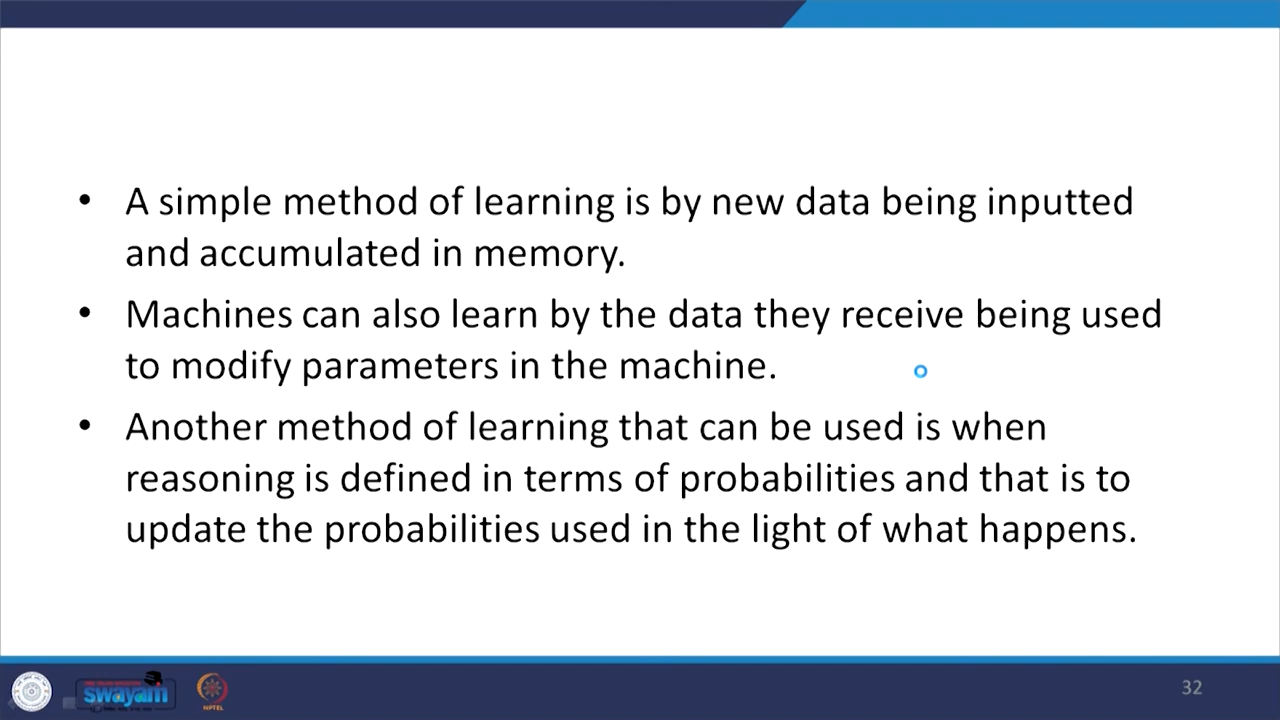 • A simple method of learning is by new data being inputted
and accumulated in memory.
• Machines can also learn by the data they receive being used
to modify parameters in the machine.
• Another method of learning that can be used is when
reasoning is defined in terms of probabilities and that is to
update the probabilities used in the light of what happens.
swayam
NPTEL
32